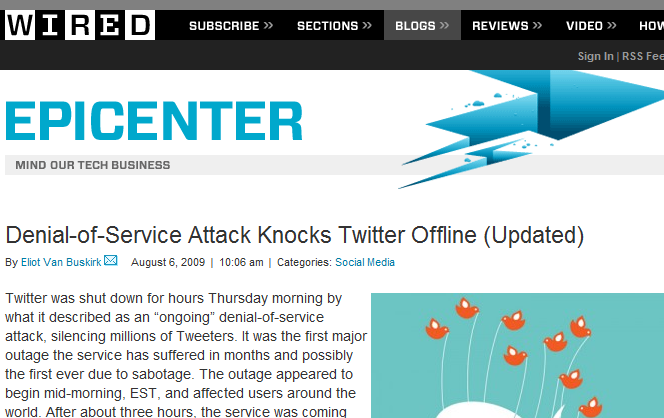 WIRED
SUBSCRIBE >> SECTIONS >> BLOGS >> REVIEWS >> VIDEO >> HOW
Sign In | RSS Fee
EPICENTER
MIND OUR TECH BUSINESS
Denial-of-Service Attack Knocks Twitter Offline (Updated)
By Eliot Van Buskirk August 6, 2009 | 10:06 am | Categories: Social Media
Twitter was shut down for hours Thursday morning by
what it described as an “ongoing” denial-of-service
attack, silencing millions of Tweeters. It was the first major
outage the service has suffered in months and possibly
the first ever due to sabotage. The outage appeared to
begin mid-morning, EST, and affected users around the
world. After about three hours, the service was coming